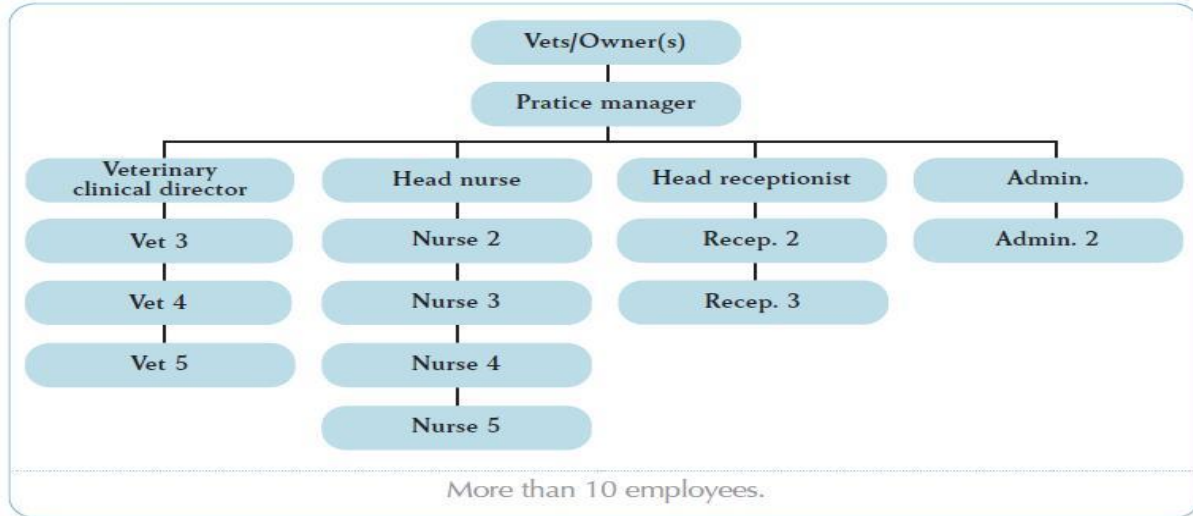 Vets/Owner(s)
Pratice manager
Veterinary
clinical director
Head nurse
Head receptionist
Admin.
Vet 3
Nurse 2
Recep. 2
Admin. 2
Vet 4
Nurse 3
Recep. 3
Vet 5
Nurse 4
Nurse 5
More than 10 employees.